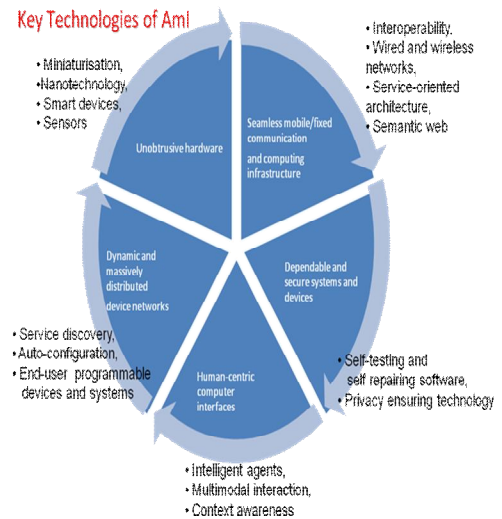 Key Technologies of AmI
• Miniaturisation,
•Nanotechnology,
• Smart devices,
• Sensors
Unobtrusive hardware
• Interoperability,
• Wired and wireless
networks,
• Service-oriented
architecture,
• Semantic web
Seamless mobile/fixed
communication
and computing
infrastructure
Dynamic and
massively
distributed
device networks
Dependable and
secure systems and
devices
• Service discovery,
• Auto-configuration,
• End-user programmable
devices and systems
• Self-testing and
self repairing software,
• Privacy ensuring technology
Human-centric
computer
interfaces
• Intelligent agents,
• Multimodal interaction,
• Context awareness